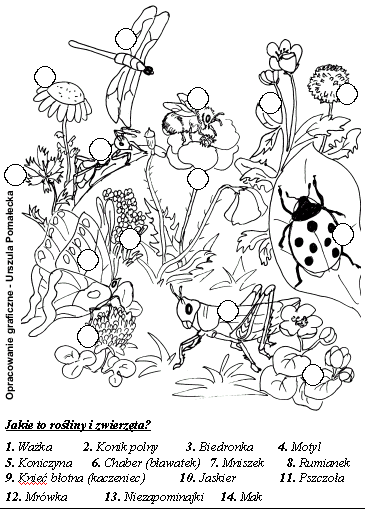 Opracowanie graficzne - Urszula Pomałecka
Jakie to rośliny i zwierzęta?
1. Ważka 2. Konik polny 3. Biedronka 4. Motyl
5. Koniczyna 6. Chaber (bławatek) 7. Mniszek 8. Rumianek
9. Knieć błotna (kaczeniec) 10. Jaskier 11. Pszczoła
12. Mrówka 13. Niezapominajki 14. Mak